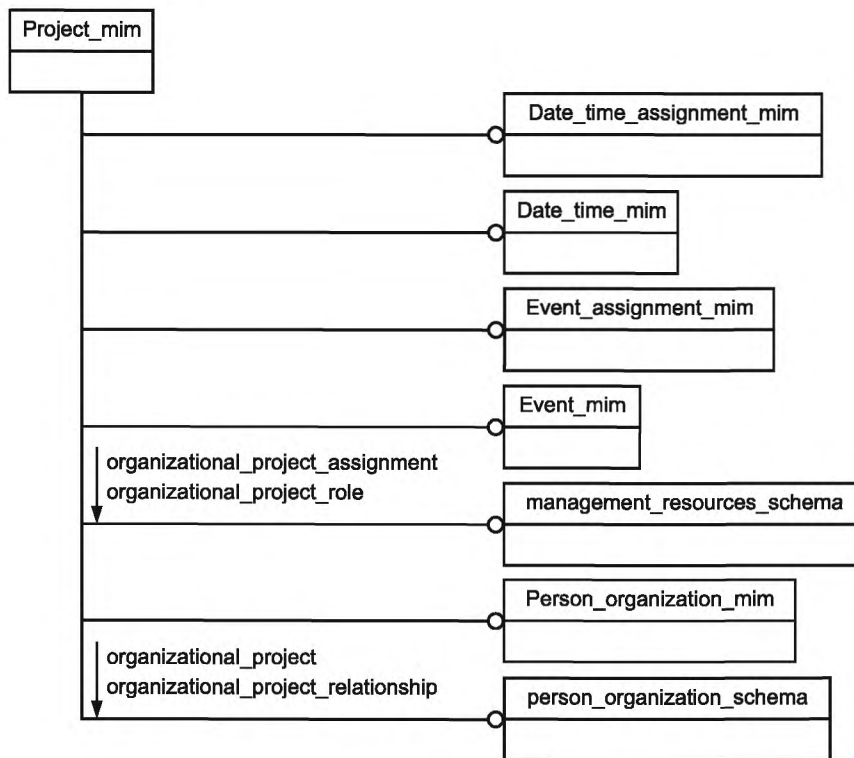 Project_mim
Date_time_assignment_mim
Date_time_mim
Event_assignment_mim
Event_mim
organizational_project_assignment
organizational_project_role
management_resources_schema
Person_organization_mim
organizational_project
organizational_project_relationship
person_organization_schema